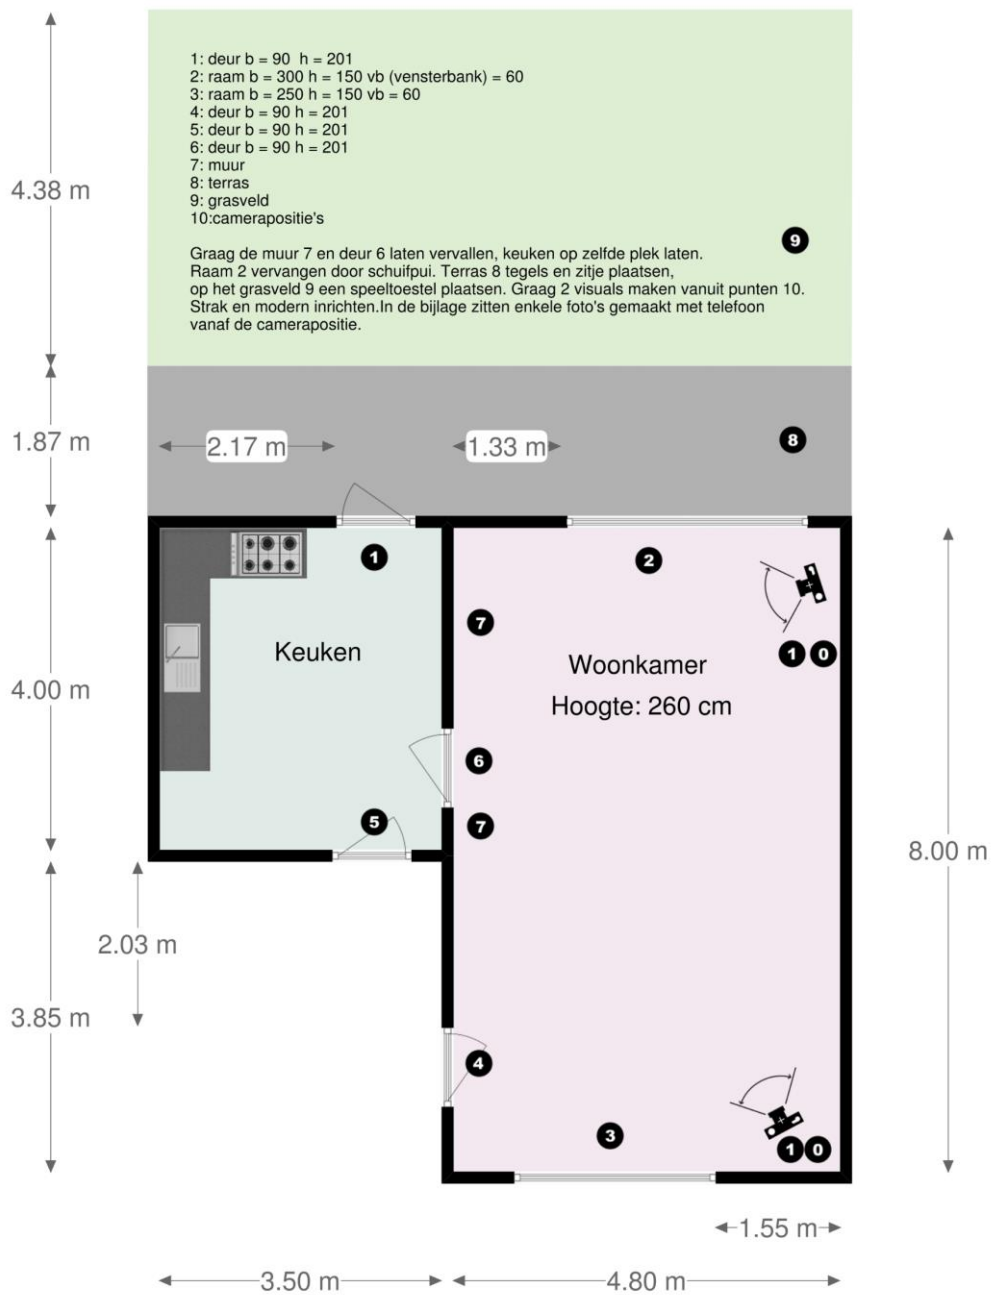 1: deur b = 90  h = 201
2: raam b = 300 h = 150 vb (vensterbank) = 60
3: raam b = 250 h = 150 vb = 60
4: deur b = 90 h = 201
5: deur b = 90 h = 201
6: deur b = 90 h = 201
7: muur
8: terras
9: grasveld
10:camerapositie's
4.38 m
9
Graag de muur 7 en deur 6 laten vervallen, keuken op zelfde plek laten.
Raam 2 vervangen door schuifpui. Terras 8 tegels en zitje plaatsen,
op het grasveld 9 een speeltoestel plaatsen. Graag 2 visuals maken vanuit punten 10.
Strak en modern inrichten.In de bijlage zitten enkele foto's gemaakt met telefoon
vanaf de camerapositie.
1.87 m
2.17 m
1.33 m
8
1
2
7
Keuken
Woonkamer
1 0
4.00 m
Hoogte: 260 cm
6
5
7
8.00 m
2.03 m
3.85 m
4
3
1 0
1.55 m
3.50 m
4.80 m